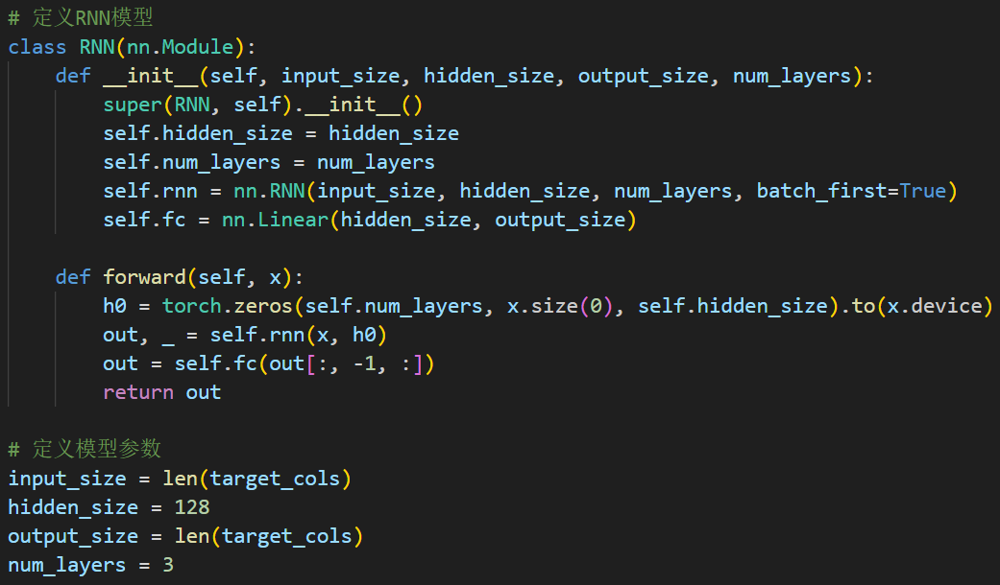 # 定义RNN模型
class RNN(nn.Module):
    def __init__(self, input_size, hidden_size, output_size, num_layers):
        super(RNN, self).__init__()
        self.hidden_size = hidden_size
        self.num_layers = num_layers
        self.rnn = nn.RNN(input_size, hidden_size, num_layers, batch_first=True)
        self.fc = nn.Linear(hidden_size, output_size)
    def forward(self, x):
        h0 = torch.zeros(self.num_layers, x.size(0), self.hidden_size).to(x.device)
        out, _ = self.rnn(x, h0)
        out = self.fc(out[:, -1, :])
        return out
# 定义模型参数
input_size = len(target_cols)
hidden_size = 128
output_size = len(target_cols)
num_layers = 3